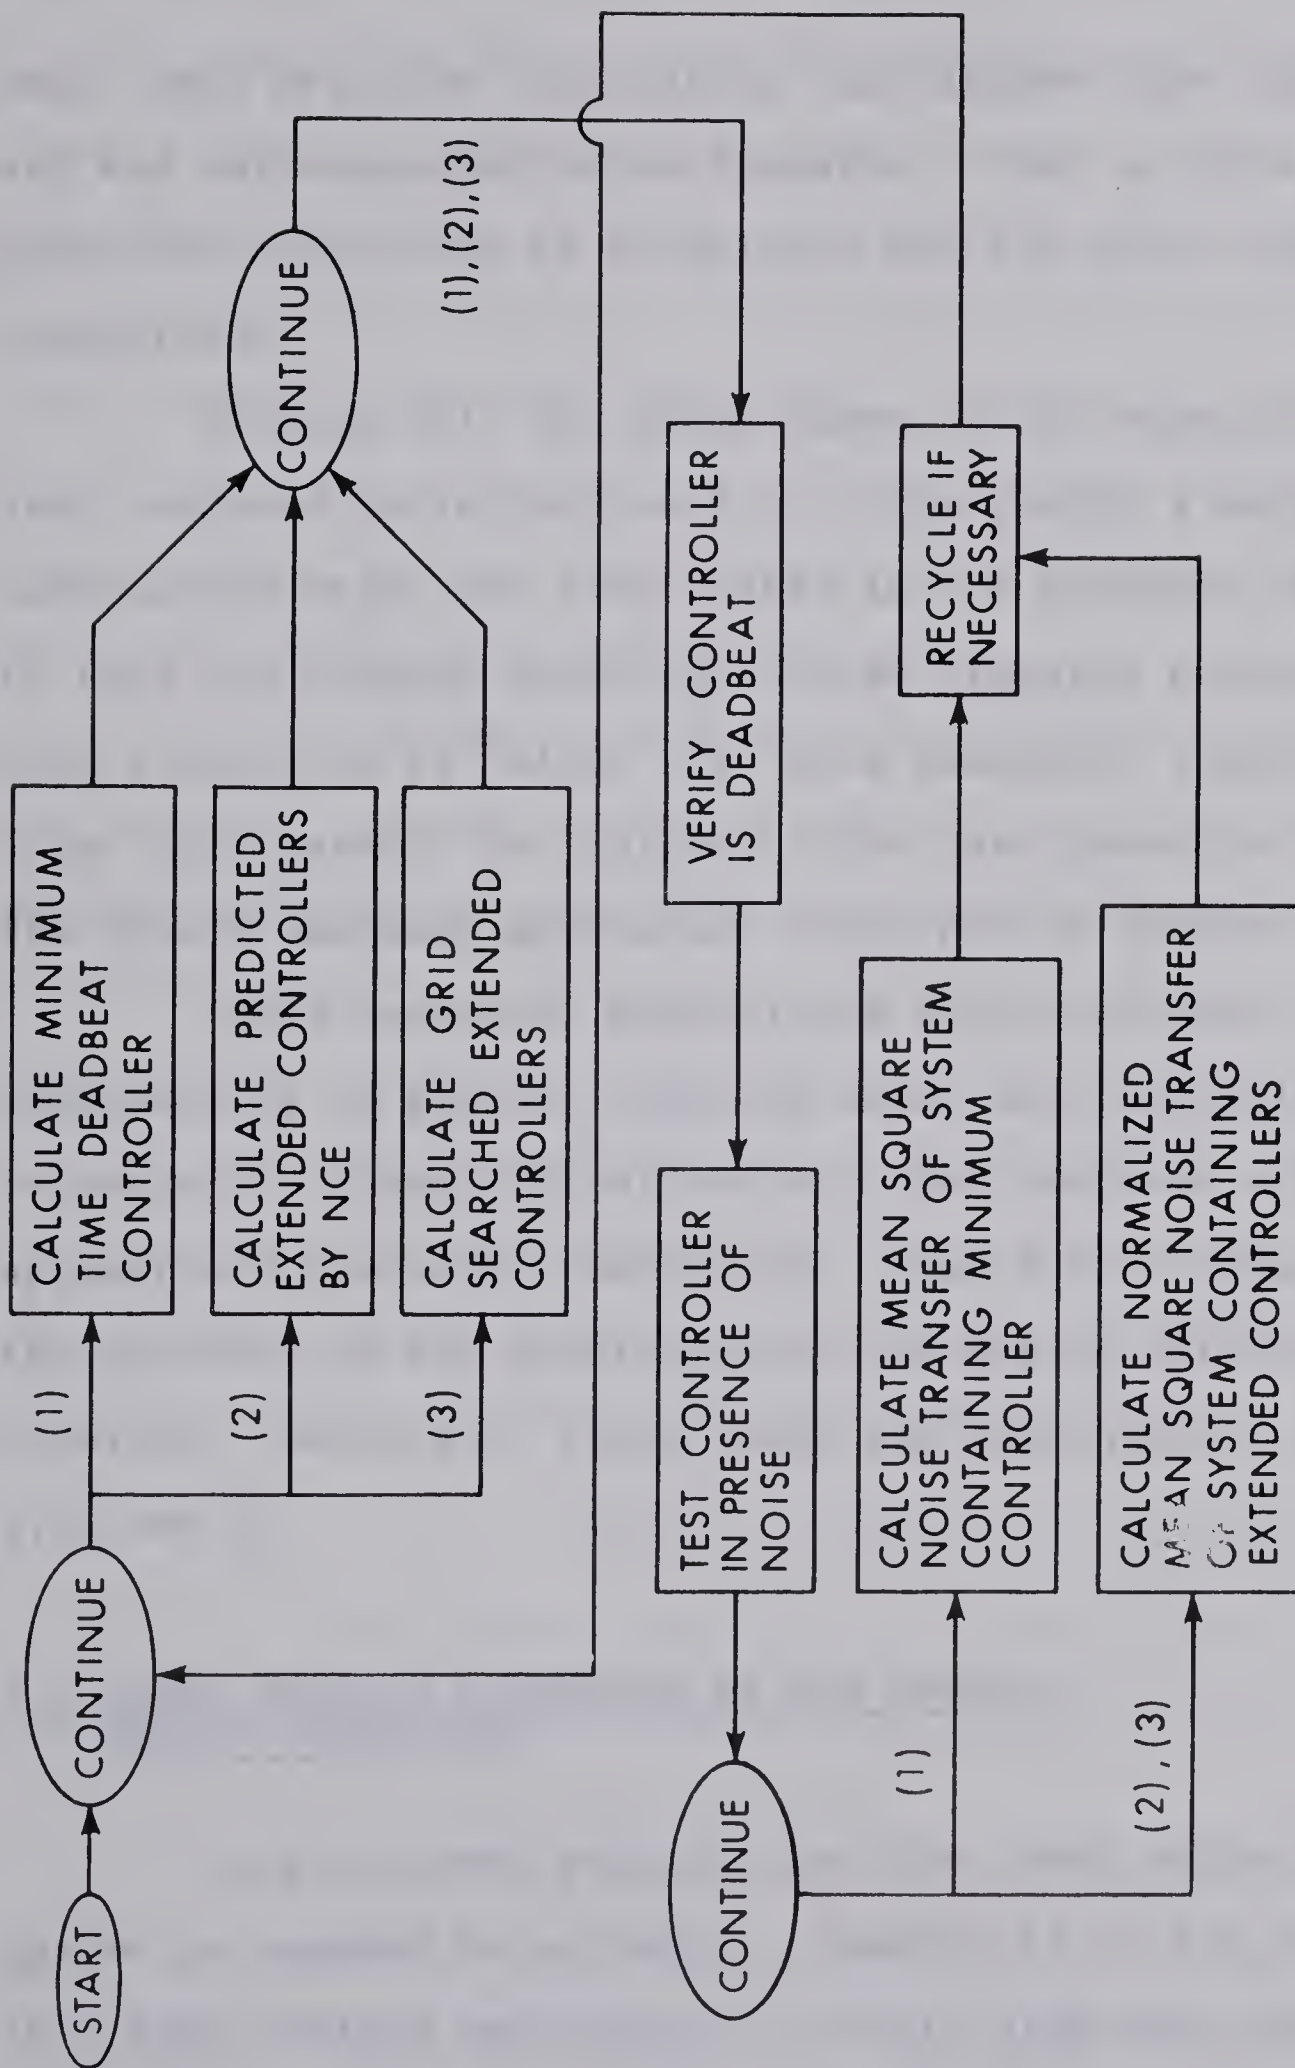 START
CONTINUE
(1)
(2)
(3)
CALCULATE MINIMUM
TIME DEADBEAT
CONTROLLER
CALCULATE PREDICTED
EXTENDED CONTROLLERS
BY NCE
CALCULATE GRID
SEARCHED EXTENDED
CONTROLLERS
CONTINUE
(1),(2),(3)
VERIFY CONTROLLER
IS DEADBEAT
TEST CONTROLLER
IN PRESENCE OF
NOISE
CONTINUE
(1)
(2),(3)
CALCULATE MEAN SQUARE
NOISE TRANSFER OF SYSTEM
CONTAINING MINIMUM
CONTROLLER
CALCULATE NORMALIZED
MEAN SQUARE NOISE TRANSFER
OF SYSTEM CONTAINING
EXTENDED CONTROLLERS
RECYCLE IF
NECESSARY